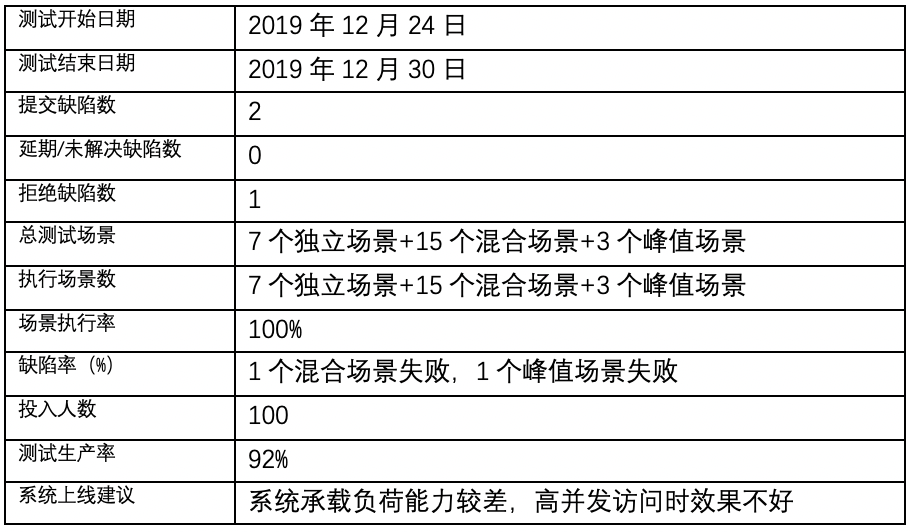 测试开始日期 2019 年 12 月 24 日
测试结束日期 2019 年 12 月 30 日
提交缺陷数 2
延期/未解决缺陷数 0
拒绝缺陷数 1
总测试场景 7 个独立场景+15 个混合场景+3 个峰值场景
执行场景数 7 个独立场景+15 个混合场景+3 个峰值场景
场景执行率 100%
缺陷率（%） 1 个混合场景失败，1 个峰值场景失败
投入人数 100
测试生产率 92%
系统上线建议 系统承载负荷能力较差，高并发访问时效果不好